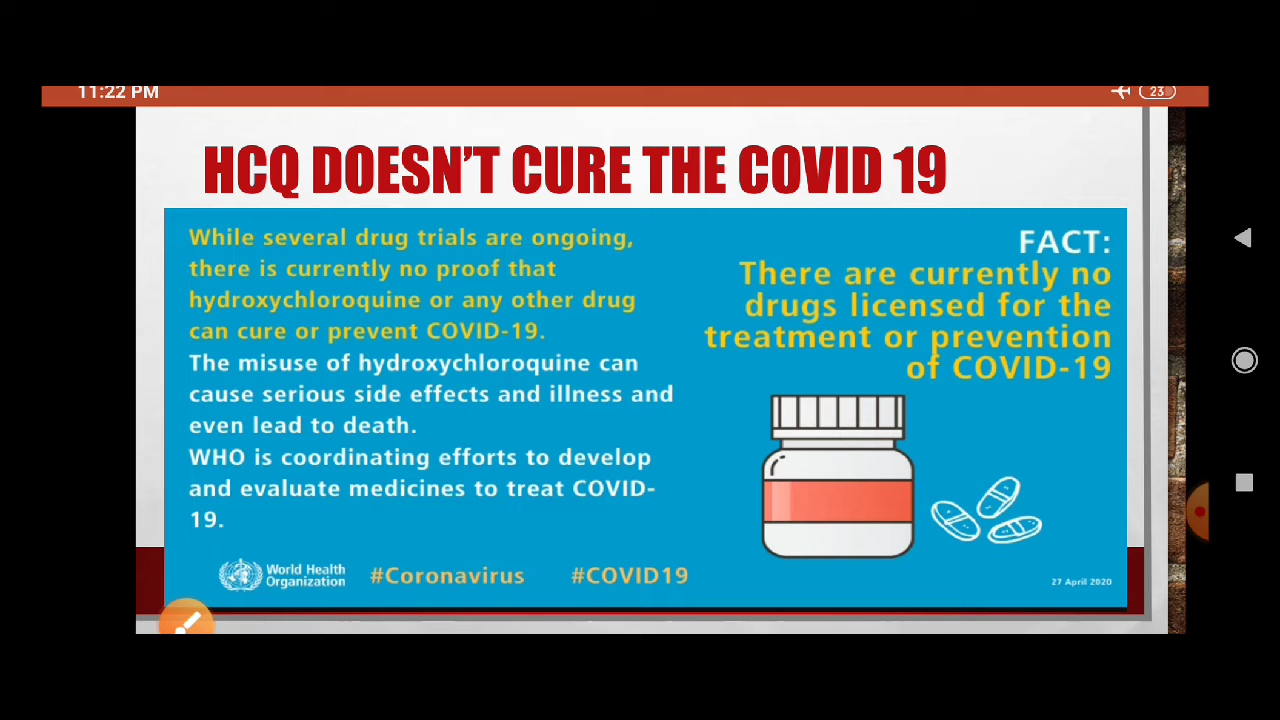 11:22 PM
23
HCQ DOESN'T CURE THE COVID 19
While several drug trials are ongoing,
there is currently no proof that
hydroxychloroquine or any other drug
can cure or prevent COVID-19.
The misuse of hydroxychloroquine can
cause serious side effects and illness and
even lead to death.
WHO is coordinating efforts to develop
and evaluate medicines to treat COVID-
19.
FACT:
There are currently no
drugs licensed for the
treatment or prevention
of COVID-19
World Health
Organization
#Coronavirus #COVID19
27 April 2020